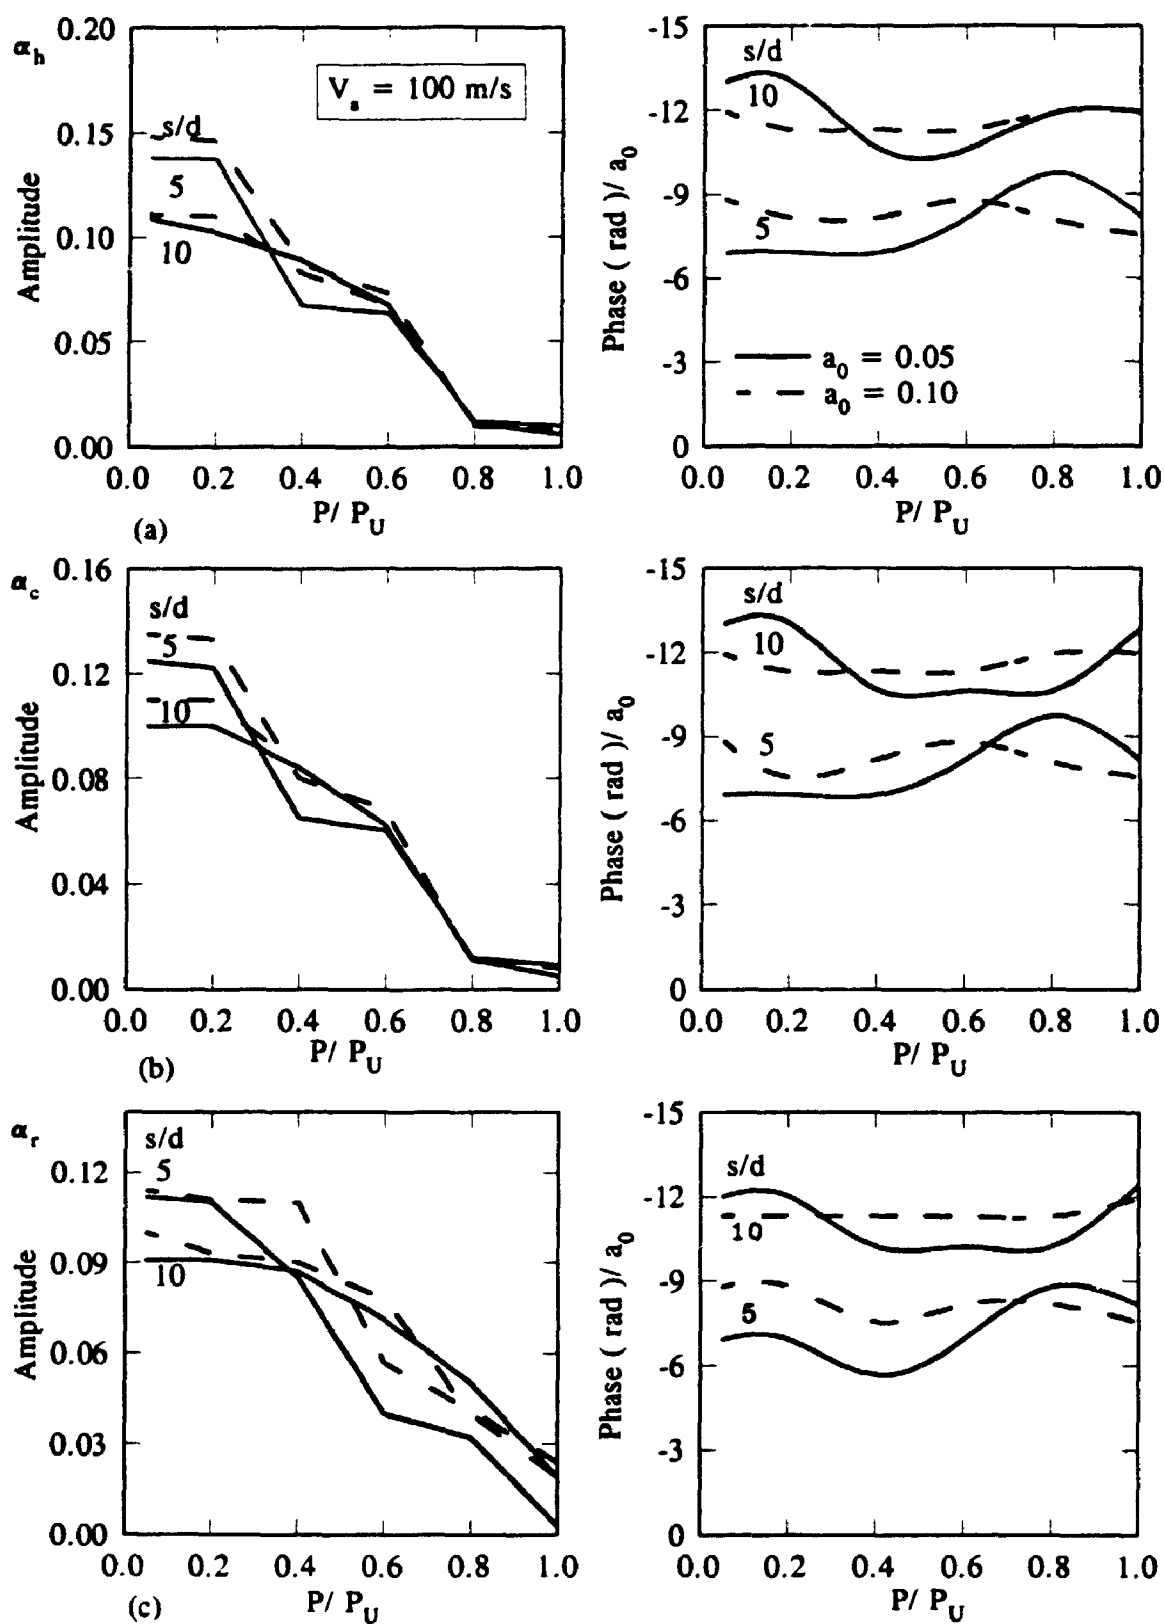 α_h
0.20
0.15
0.10
0.05
0.00
Amplitude
V_s = 100 m/s
s/d
5
10
0.0 0.2 0.4 0.6 0.8 1.0
P/ P_U
(a)
-15
-12
-9
-6
-3
0
Phase ( rad )/ a_0
s/d
10
5
a_0 = 0.05
a_0 = 0.10
0.0 0.2 0.4 0.6 0.8 1.0
P/ P_U
α_c
0.16
0.12
0.08
0.04
0.00
Amplitude
s/d
5
10
0.0 0.2 0.4 0.6 0.8 1.0
P/ P_U
(b)
-15
-12
-9
-6
-3
0
Phase ( rad )/ a_0
s/d
10
5
0.0 0.2 0.4 0.6 0.8 1.0
P/ P_U
α_r
0.12
0.09
0.06
0.03
0.00
Amplitude
s/d
5
10
0.0 0.2 0.4 0.6 0.8 1.0
P/ P_U
(c)
-15
-12
-9
-6
-3
0
Phase ( rad )/ a_0
s/d
10
5
0.0 0.2 0.4 0.6 0.8 1.0
P/ P_U